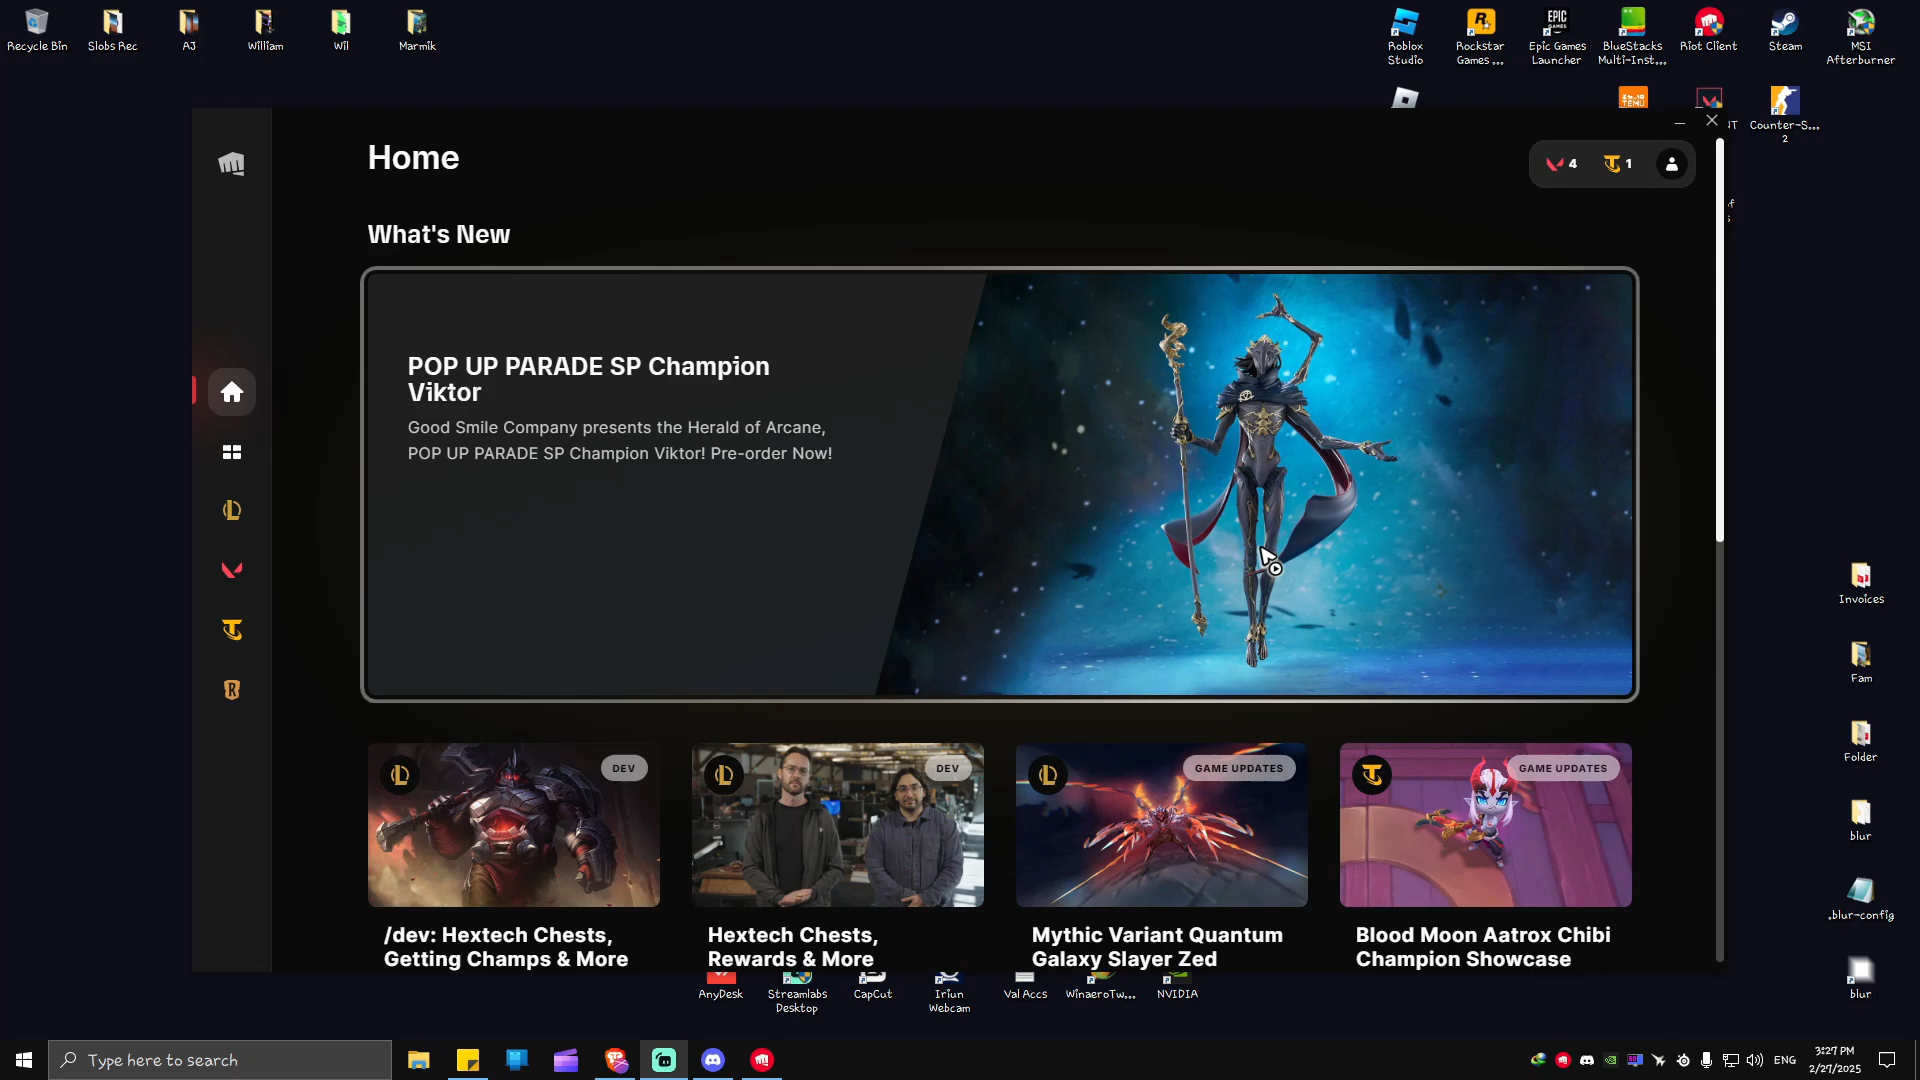 Recycle Bin
Slobs Rec
AJ
William
Wil
Marmik
Roblox
Studio
Rockstar
Games ...
Epic Games
Launcher
BlueStacks
Multi-Inst...
Riot Client
Steam
MSI
Afterburner
TEMU
Counter-S...
2
Home
4
1
What's New
POP UP PARADE SP Champion
Viktor
Good Smile Company presents the Herald of Arcane,
POP UP PARADE SP Champion Viktor! Pre-order Now!
DEV
DEV
GAME UPDATES
GAME UPDATES
/dev: Hextech Chests,
Getting Champs & More
Hextech Chests,
Rewards & More
Mythic Variant Quantum
Galaxy Slayer Zed
Blood Moon Aatrox Chibi
Champion Showcase
Invoices
Fam
Folder
blur
.blur-config
blur
AnyDesk
Streamlabs
Desktop
CapCut
Iriun
Webcam
Val Accs
WinaeroTw...
NVIDIA
Type here to search
ENG
3:27 PM
2/27/2025